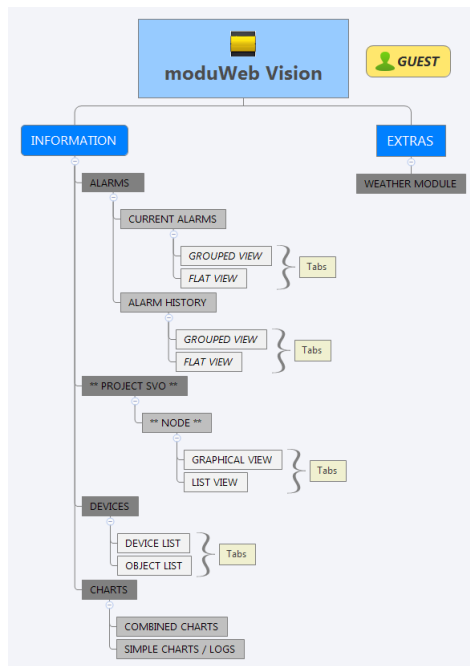 moduWeb Vision
GUEST
INFORMATION
EXTRAS
ALARMS
WEATHER MODULE
CURRENT ALARMS
GROUPED VIEW
Tabs
FLAT VIEW
ALARM HISTORY
GROUPED VIEW
Tabs
FLAT VIEW
** PROJECT SVO **
** NODE **
GRAPHICAL VIEW
Tabs
LIST VIEW
DEVICES
DEVICE LIST
Tabs
OBJECT LIST
CHARTS
COMBINED CHARTS
SIMPLE CHARTS / LOGS